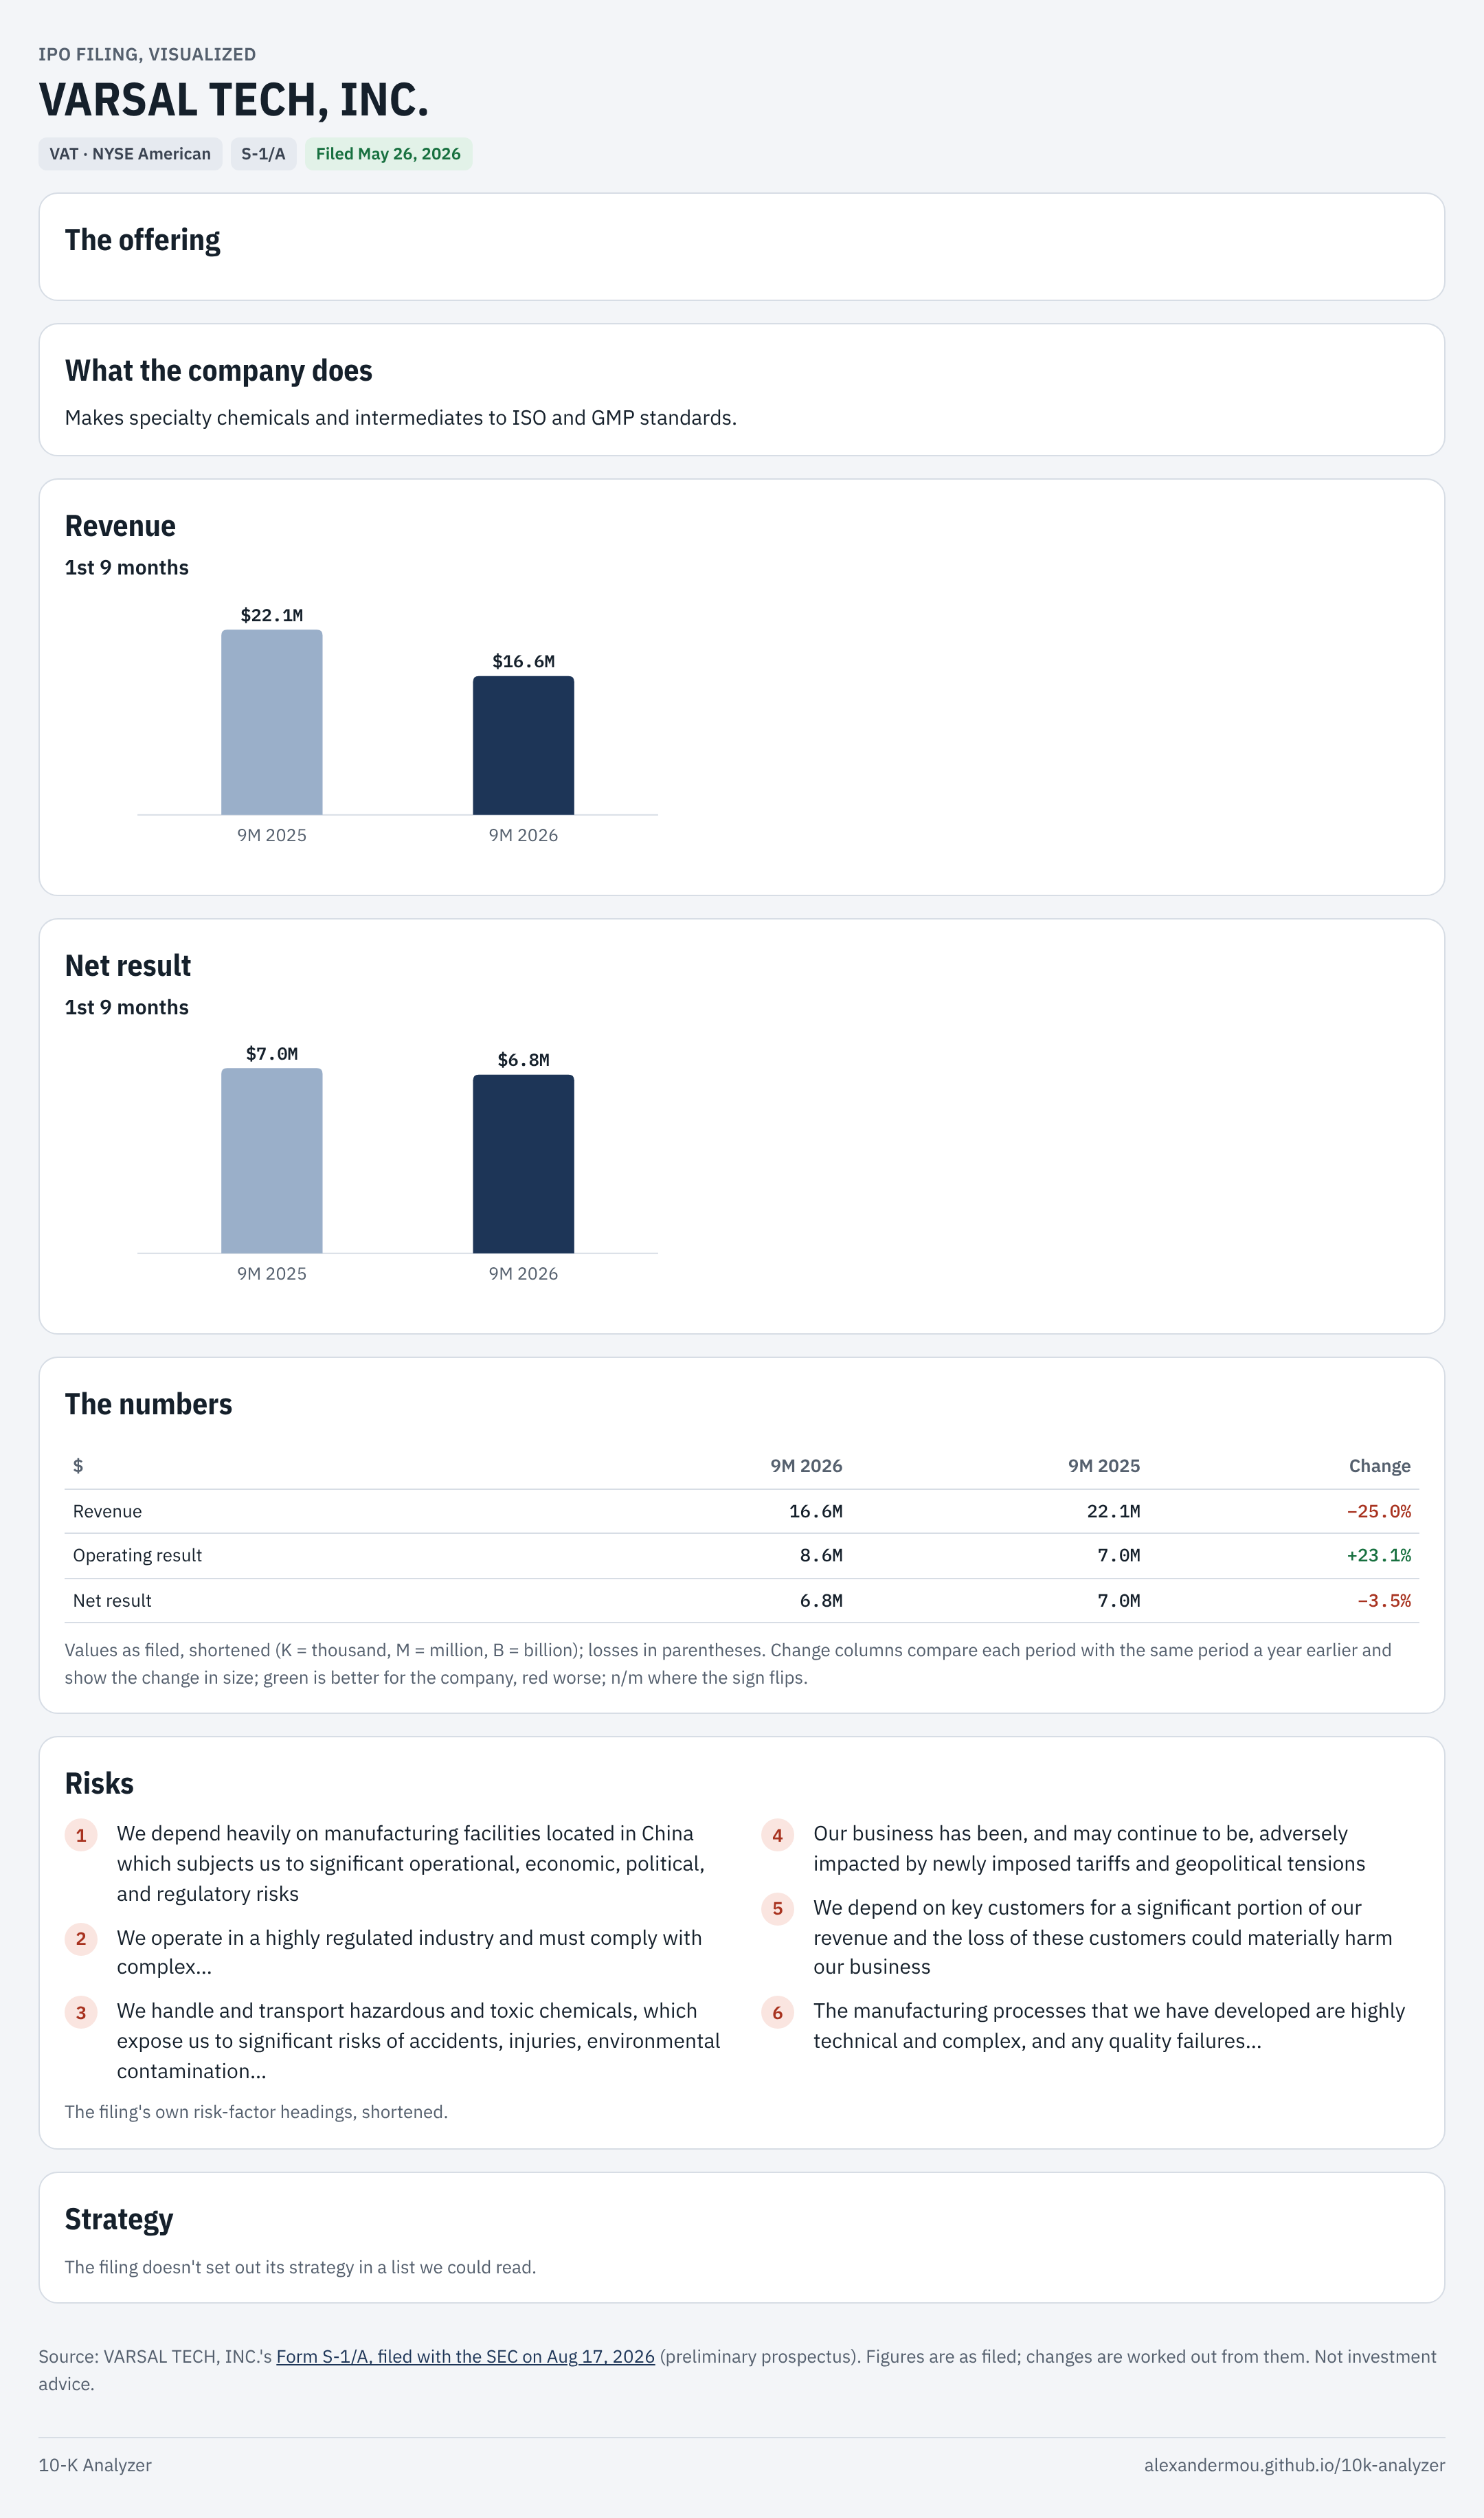 IPO FILING, VISUALIZED
VARSAL TECH, INC.
VAT · NYSE American
S-1/A
Filed May 26, 2026
The offering
What the company does
Makes specialty chemicals and intermediates to ISO and GMP standards.
Revenue
1st 9 months
$22.1M
$16.6M
9M 2025
9M 2026
Net result
1st 9 months
$7.0M
$6.8M
9M 2025
9M 2026
The numbers
$ 9M 2026 9M 2025 Change
Revenue 16.6M 22.1M −25.0%
Operating result 8.6M 7.0M +23.1%
Net result 6.8M 7.0M −3.5%
Values as filed, shortened (K = thousand, M = million, B = billion); losses in parentheses. Change columns compare each period with the same period a year earlier and
show the change in size; green is better for the company, red worse; n/m where the sign flips.
Risks
1 We depend heavily on manufacturing facilities located in China
which subjects us to significant operational, economic, political,
and regulatory risks
2 We operate in a highly regulated industry and must comply with
complex...
3 We handle and transport hazardous and toxic chemicals, which
expose us to significant risks of accidents, injuries, environmental
contamination...
4 Our business has been, and may continue to be, adversely
impacted by newly imposed tariffs and geopolitical tensions
5 We depend on key customers for a significant portion of our
revenue and the loss of these customers could materially harm
our business
6 The manufacturing processes that we have developed are highly
technical and complex, and any quality failures...
The filing's own risk-factor headings, shortened.
Strategy
The filing doesn't set out its strategy in a list we could read.
Source: VARSAL TECH, INC.'s Form S-1/A, filed with the SEC on Aug 17, 2026 (preliminary prospectus). Figures are as filed; changes are worked out from them. Not investment
advice.
10-K Analyzer
alexandermou.github.io/10k-analyzer